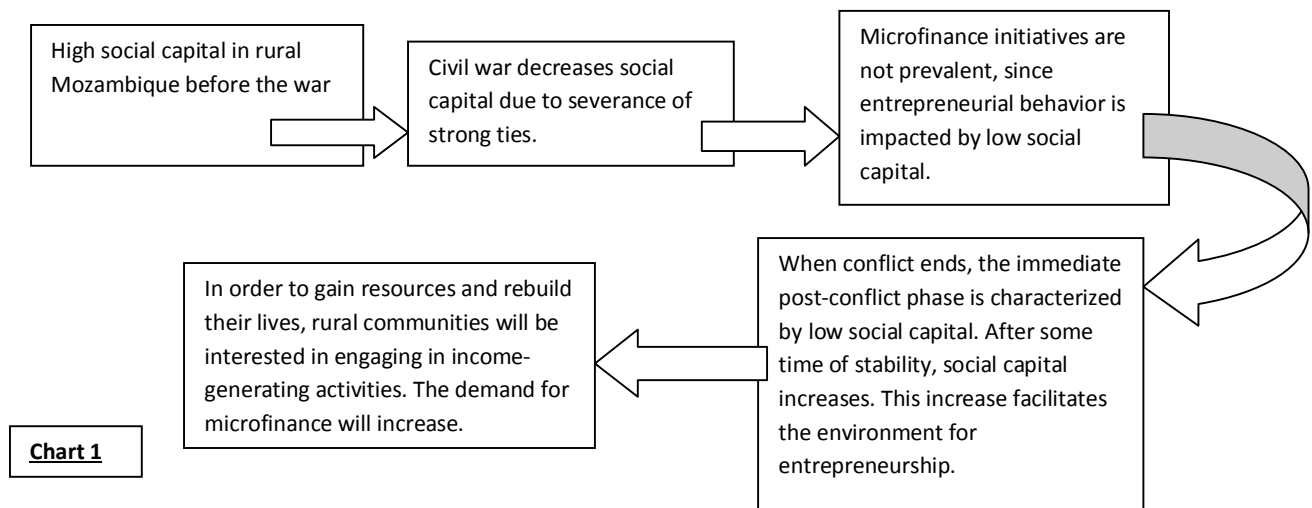 High social capital in rural
Mozambique before the war
Civil war decreases social
capital due to severance of
strong ties.
Microfinance initiatives are
not prevalent, since
entrepreneurial behavior is
impacted by low social
capital.
When conflict ends, the immediate
post-conflict phase is characterized
by low social capital. After some
time of stability, social capital
increases. This increase facilitates
the environment for
entrepreneurship.
In order to gain resources and rebuild
their lives, rural communities will be
interested in engaging in income-
generating activities. The demand for
microfinance will increase.
Chart 1